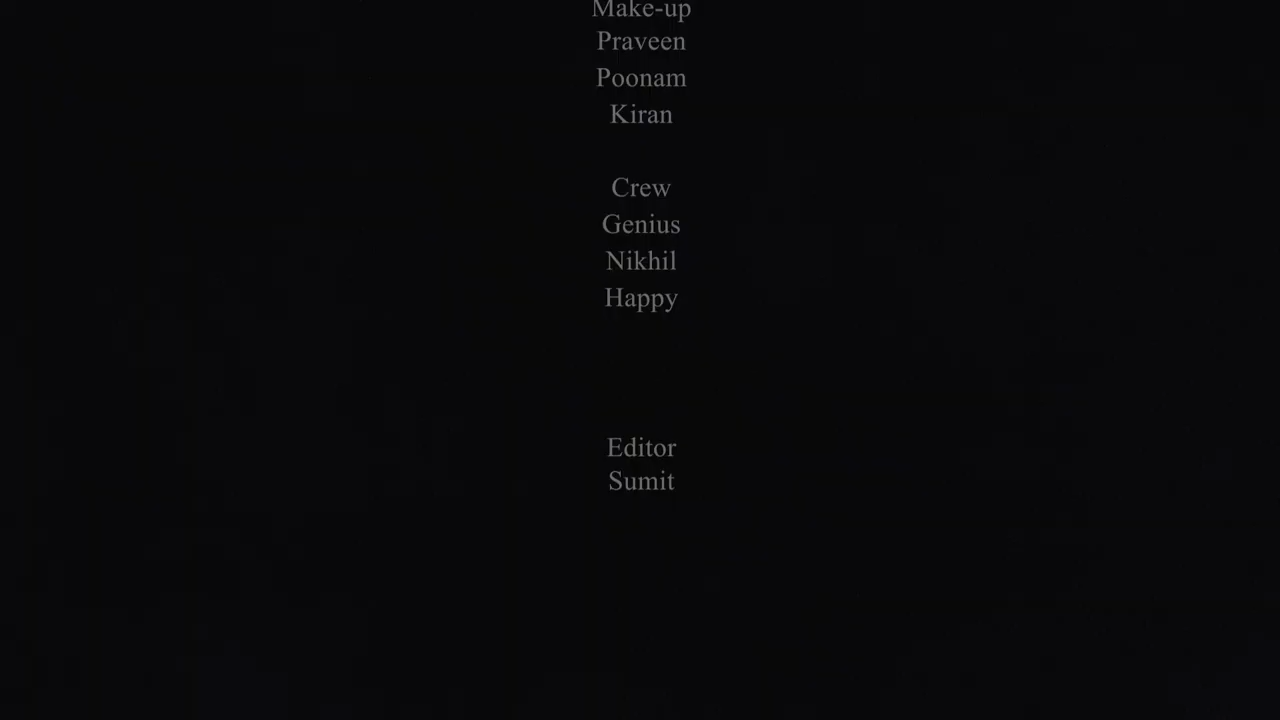 Make-up
Praveen
Poonam
Kiran
Crew
Genius
Nikhil
Happy
Editor
Sumit